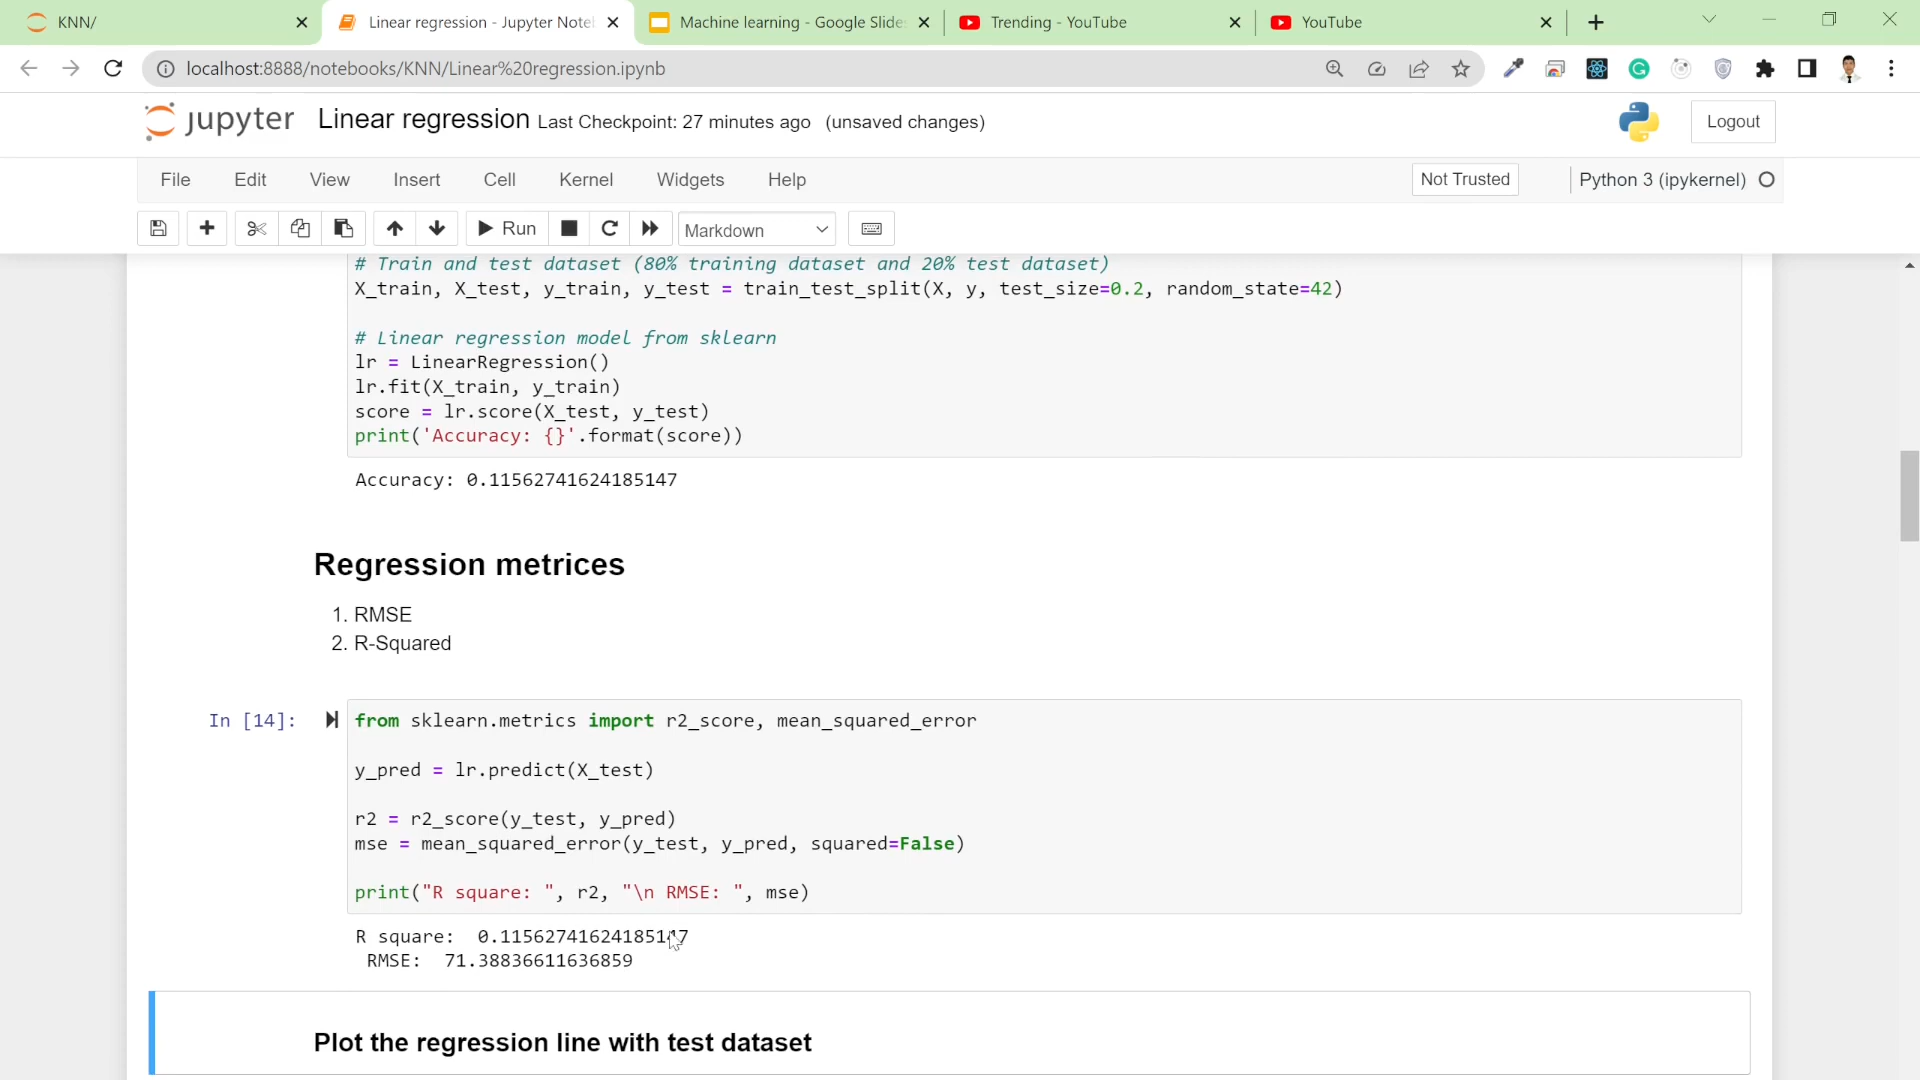 KNN/
Linear regression - Jupyter Note
Machine learning - Google Slide
Trending - YouTube
YouTube
localhost:8888/notebooks/KNN/Linear%20regression.ipynb
jupyter Linear regression Last Checkpoint: 27 minutes ago (unsaved changes)
Logout
File Edit View Insert Cell Kernel Widgets Help
Not Trusted
Python 3 (ipykernel)
Run
Markdown
# Train and test dataset (80% training dataset and 20% test dataset)
X_train, X_test, y_train, y_test = train_test_split(X, y, test_size=0.2, random_state=42)
# Linear regression model from sklearn
lr = LinearRegression()
lr.fit(X_train, y_train)
score = lr.score(X_test, y_test)
print('Accuracy: {}'.format(score))
Accuracy: 0.11562741624185147
Regression metrices
1. RMSE
2. R-Squared
In [14]:
from sklearn.metrics import r2_score, mean_squared_error
y_pred = lr.predict(X_test)
r2 = r2_score(y_test, y_pred)
mse = mean_squared_error(y_test, y_pred, squared=False)
print("R square: ", r2, "\n RMSE: ", mse)
R square:  0.11562741624185147
RMSE:  71.38836611636859
Plot the regression line with test dataset